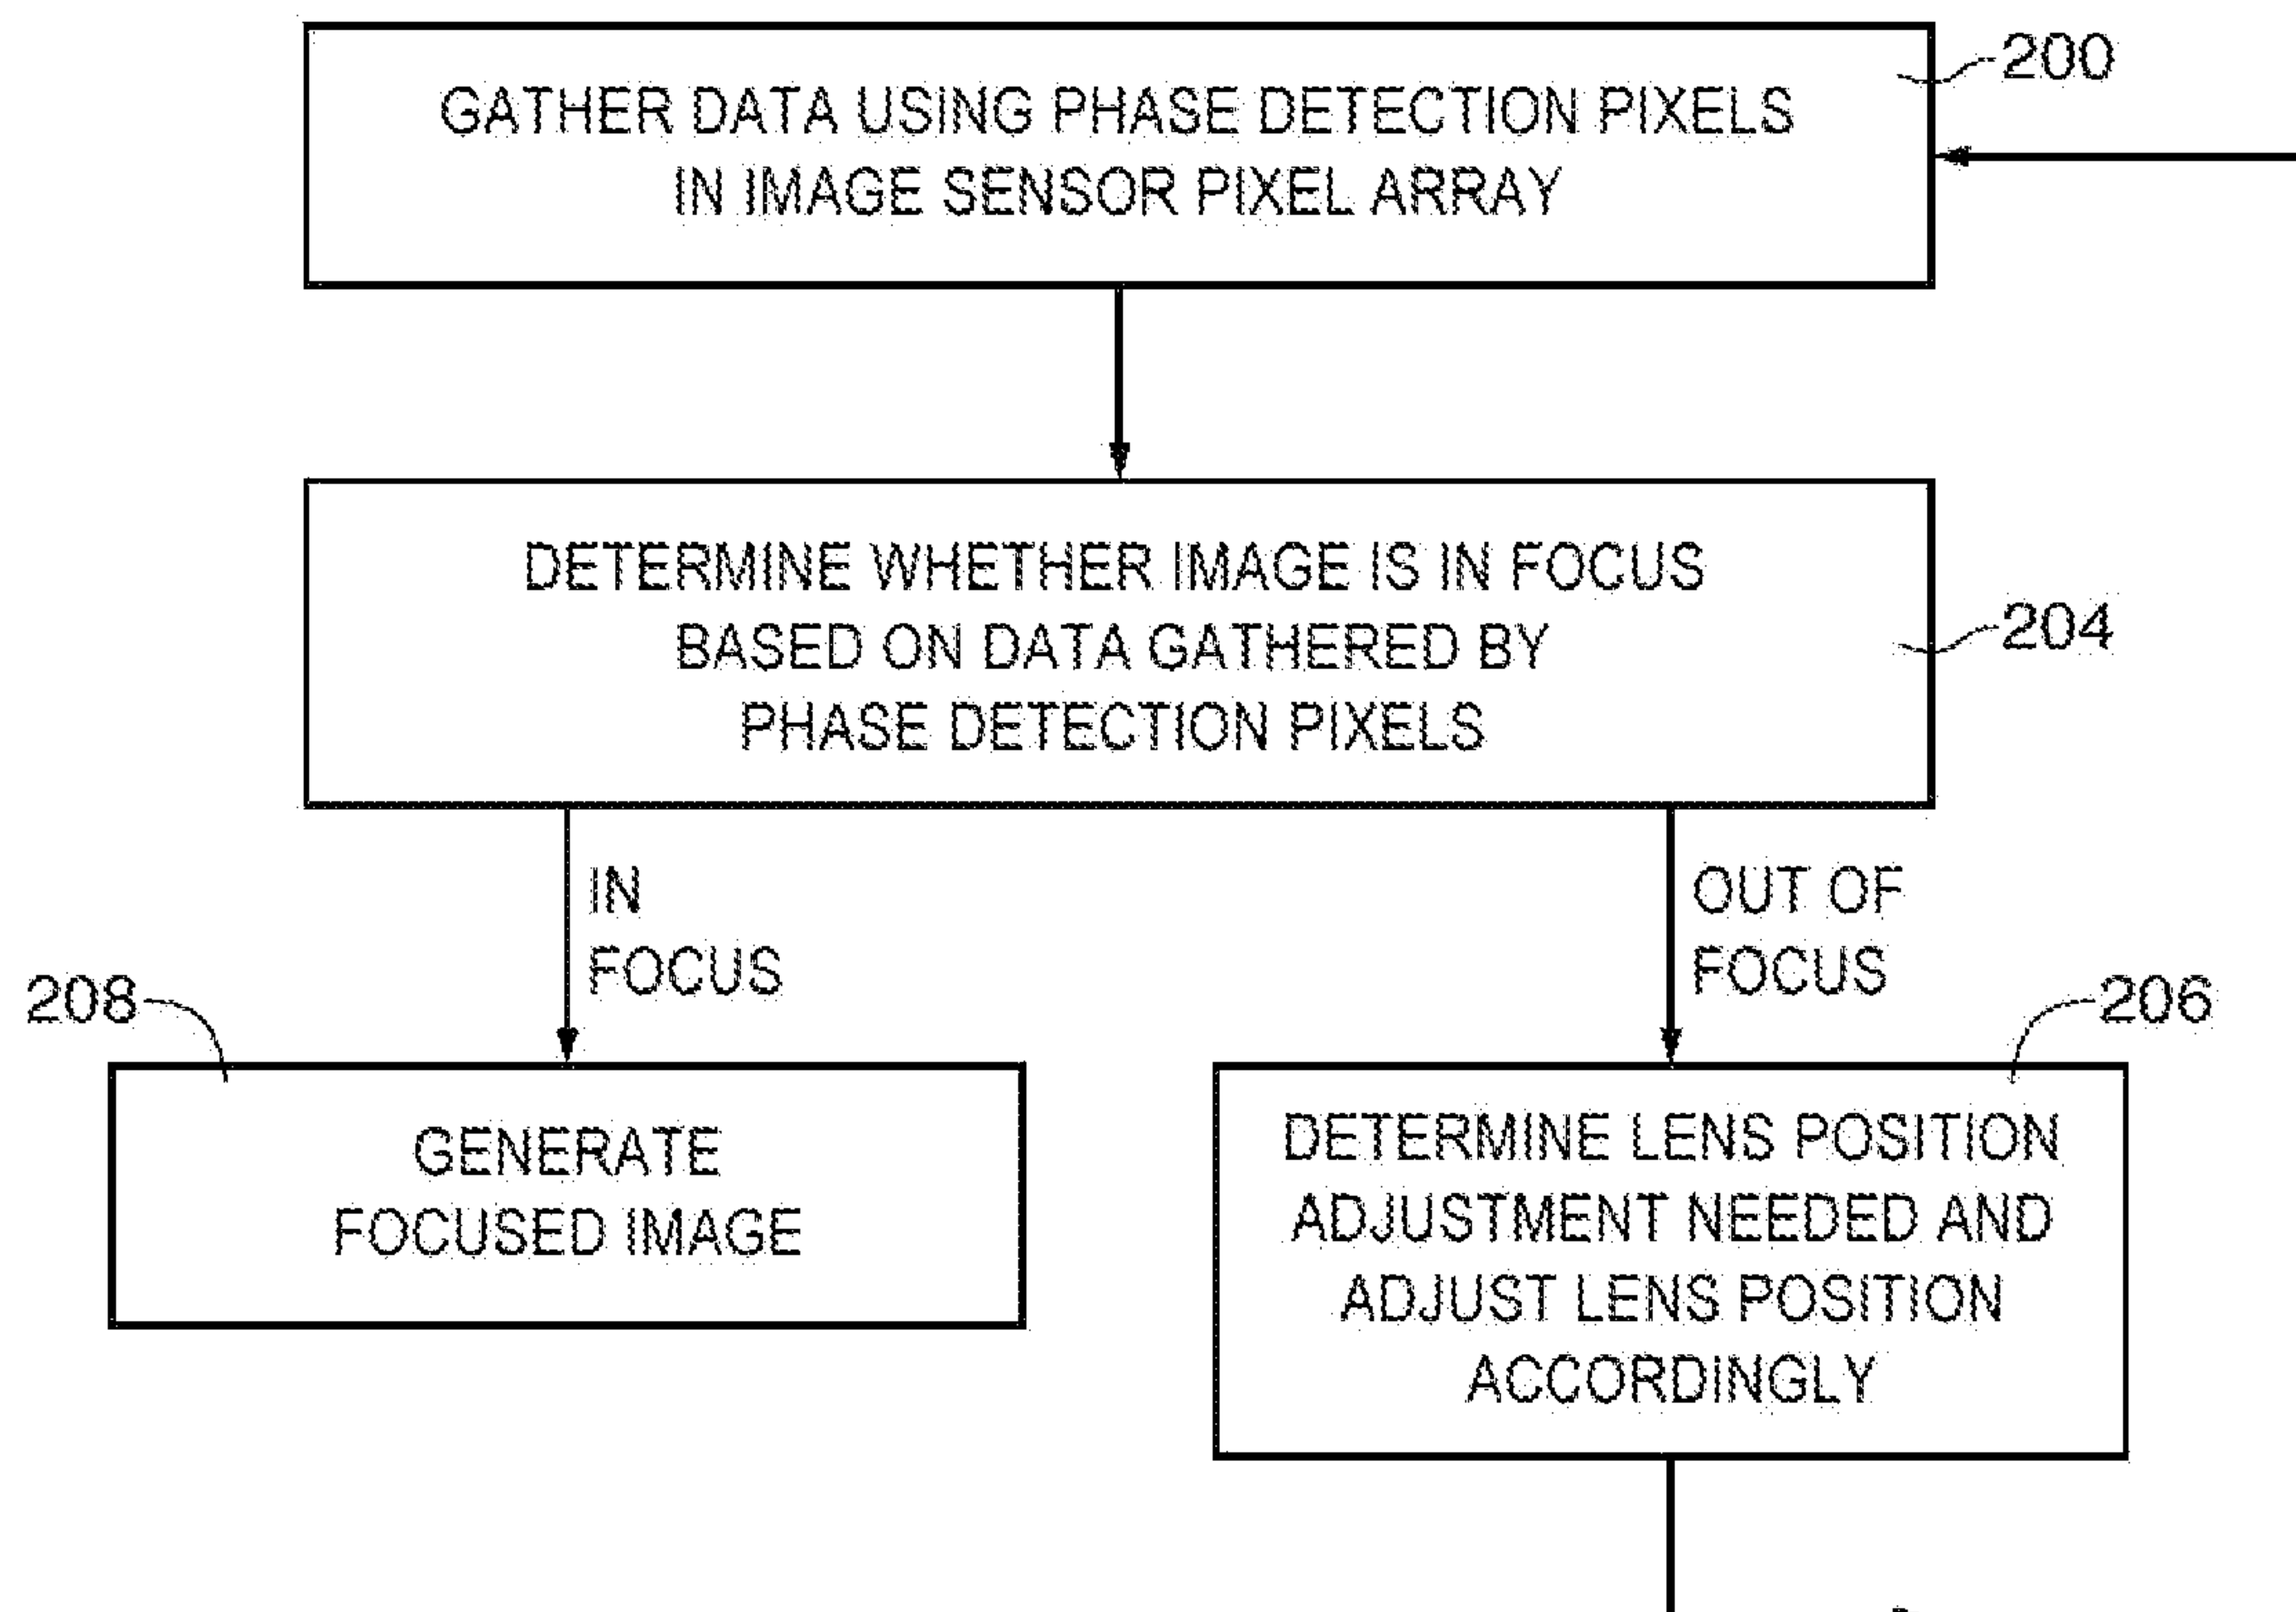 200
GATHER DATA USING PHASE DETECTION PIXELS
IN IMAGE SENSOR PIXEL ARRAY
DETERMINE WHETHER IMAGE IS IN FOCUS
BASED ON DATA GATHERED BY
PHASE DETECTION PIXELS
204
IN
FOCUS
OUT OF
FOCUS
208
206
GENERATE
FOCUSED IMAGE
DETERMINE LENS POSITION
ADJUSTMENT NEEDED AND
ADJUST LENS POSITION
ACCORDINGLY